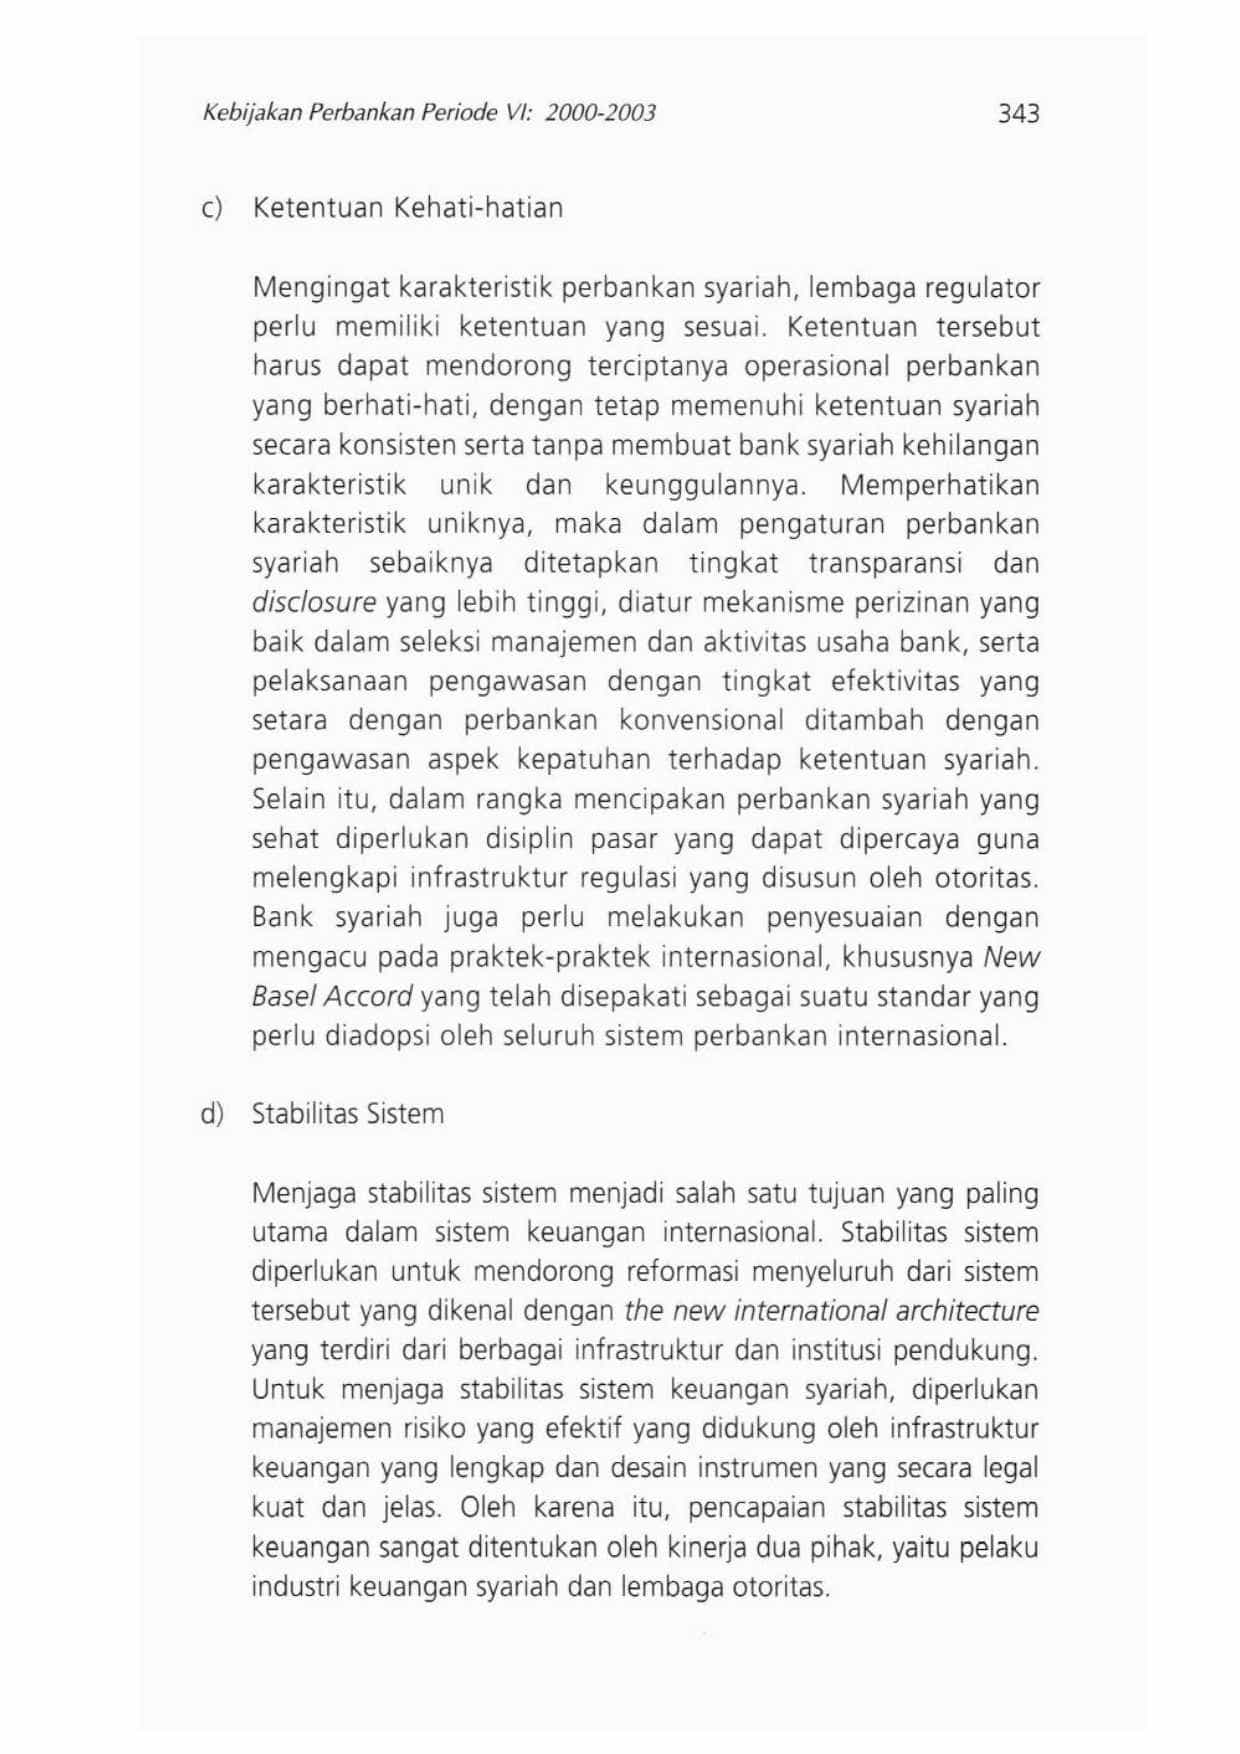 Kebijakan Perbankan Periode VI: 2000-2003 343
c) Ketentuan Kehati-hatian
Mengingat karakteristik perbankan syariah, lembaga regulator
perlu memiliki ketentuan yang sesuai. Ketentuan tersebut
harus dapat mendorong terciptanya operasional perbankan
yang berhati-hati, dengan tetap memenuhi ketentuan syariah
secara konsisten serta tanpa membuat bank syariah kehilangan
karakteristik unik dan keunggulannya. Memperhatikan
karakteristik uniknya, maka dalam pengaturan perbankan
syariah sebaiknya ditetapkan tingkat transparansi dan
disclosure yang lebih tinggi, diatur mekanisme perizinan yang
baik dalam seleksi manajemen dan aktivitas usaha bank, serta
pelaksanaan pengawasan dengan tingkat efektivitas yang
setara dengan perbankan konvensional ditambah dengan
pengawasan aspek kepatuhan terhadap ketentuan syariah.
Selain itu, dalam rangka mencipakan perbankan syariah yang
sehat diperlukan disiplin pasar yang dapat dipercaya guna
melengkapi infrastruktur regulasi yang disusun oleh otoritas.
Bank syariah juga perlu melakukan penyesuaian dengan
mengacu pada praktek-praktek internasional, khususnya New
Basel Accord yang telah disepakati sebagai suatu standar yang
perlu diadopsi oleh seluruh sistem perbankan internasional.
d) Stabilitas Sistem
Menjaga stabilitas sistem menjadi salah satu tujuan yang paling
utama dalam sistem keuangan internasional. Stabilitas sistem
diperlukan untuk mendorong reformasi menyeluruh dari sistem
tersebut yang dikenal dengan the new international architecture
yang terdiri dari berbagai infrastruktur dan institusi pendukung.
Untuk menjaga stabilitas sistem keuangan syariah, diperlukan
manajemen risiko yang efektif yang didukung oleh infrastruktur
keuangan yang lengkap dan desain instrumen yang secara legal
kuat dan jelas. Oleh karena itu, pencapaian stabilitas sistem
keuangan sangat ditentukan oleh kinerja dua pihak, yaitu pelaku
industri keuangan syariah dan lembaga otoritas.